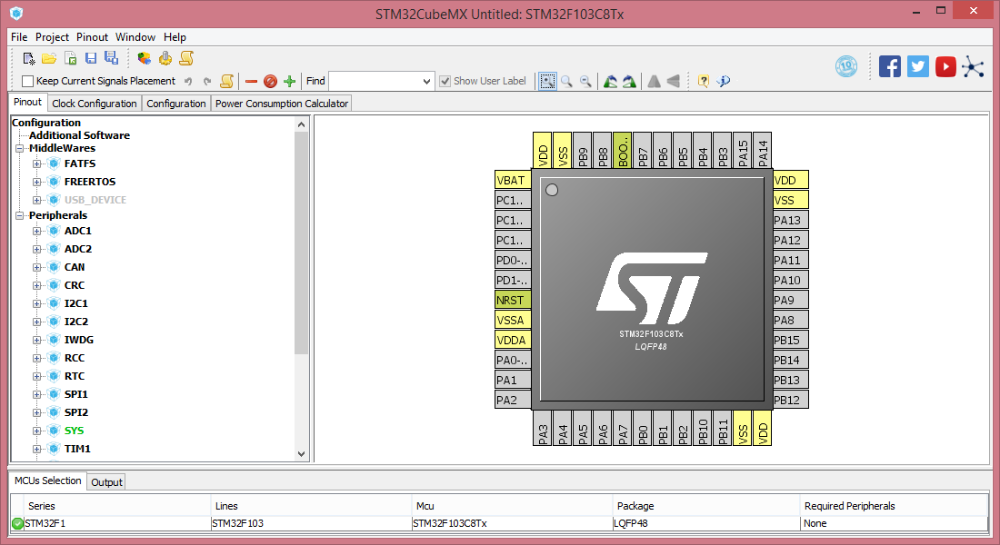 STM32CubeMX Untitled: STM32F103C8Tx
File Project Pinout Window Help
Keep Current Signals Placement Find Show User Label
19
Pinout Clock Configuration Configuration Power Consumption Calculator
Configuration
Additional Software
MiddleWares
FATFS
FREERTOS
USB_DEVICE
Peripherals
ADC1
ADC2
CAN
CRC
I2C1
I2C2
IWDG
RCC
RTC
SPI1
SPI2
SYS
TIM1
VDD VSS PB9 PB8 BOO.. PB7 PB6 PB5 PB4 PB3 PA15 PA14
VBAT
PC1..
PC1..
PC1..
PD0-..
PD1-..
NRST
VSSA
VDDA
PA0-..
PA1
PA2
ST
STM32F103C8Tx
LQFP48
VDD
VSS
PA13
PA12
PA11
PA10
PA9
PA8
PB15
PB14
PB13
PB12
PA3 PA4 PA5 PA6 PA7 PB0 PB1 PB2 PB10 PB11 VSS VDD
MCUs Selection Output
Series Lines Mcu Package Required Peripherals
STM32F1 STM32F103 STM32F103C8Tx LQFP48 None